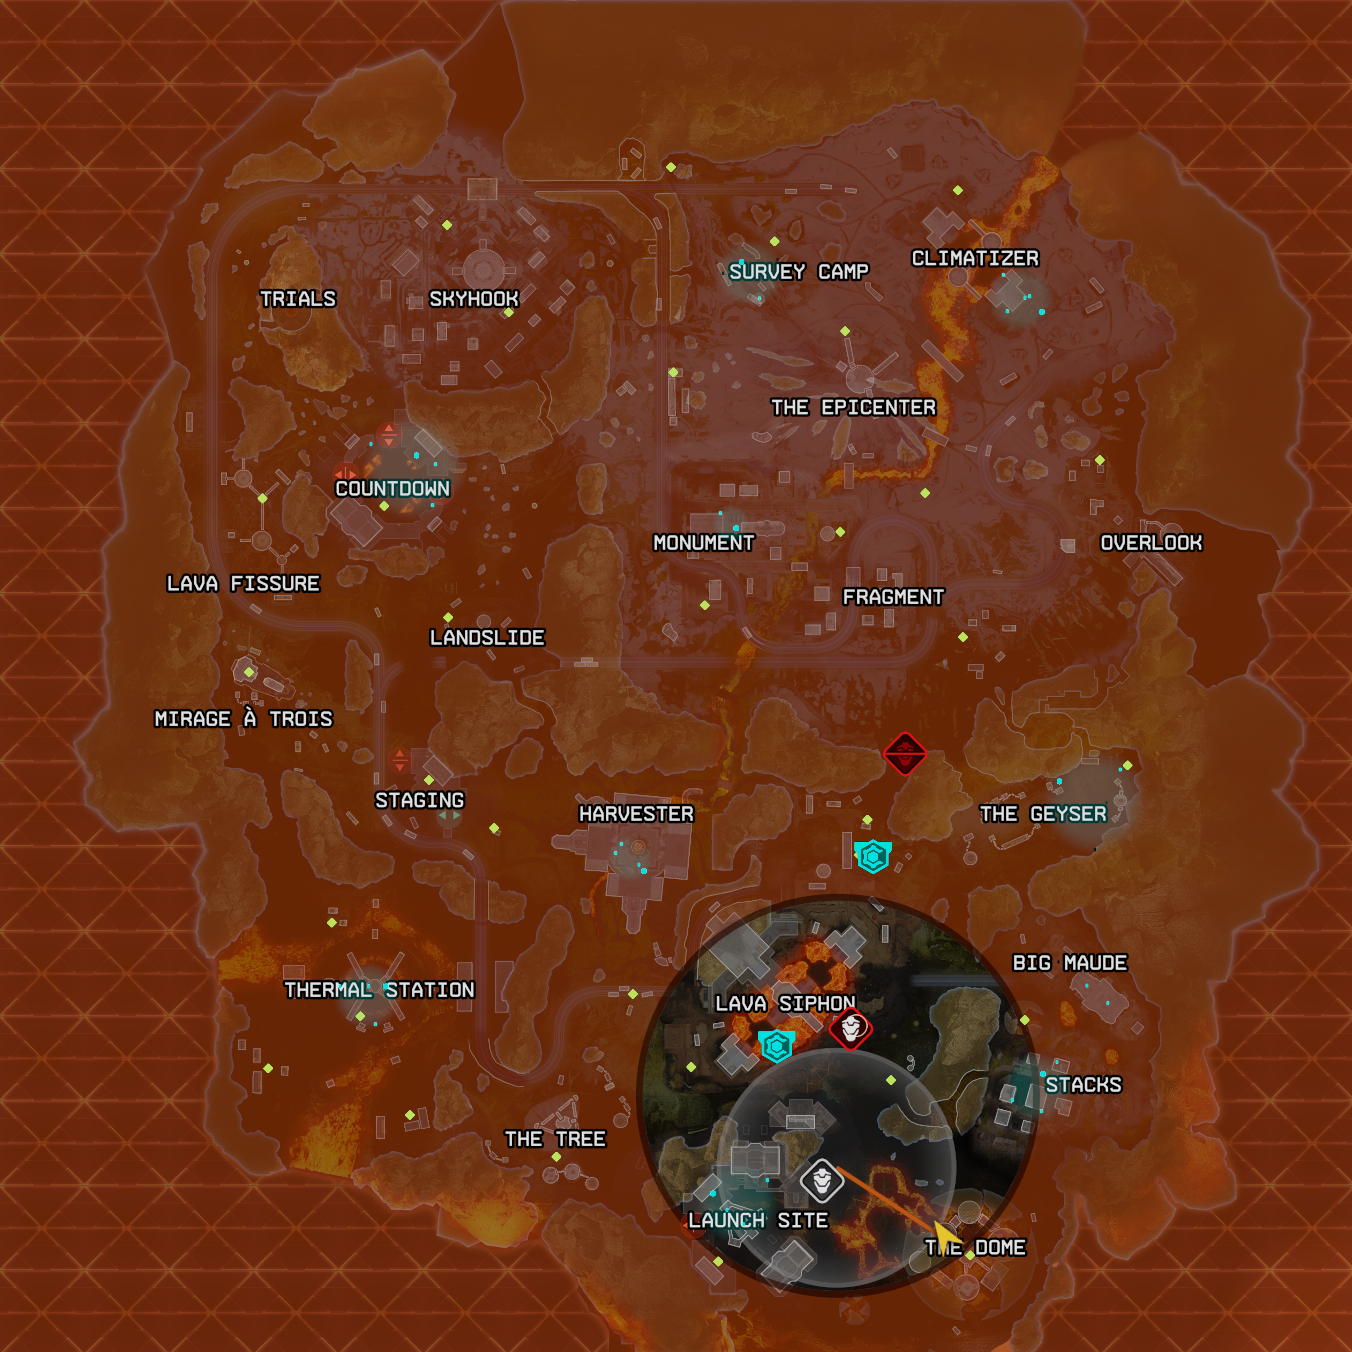 CLIMATIZER
SURVEY CAMP
TRIALS
SKYHOOK
THE EPICENTER
COUNTDOWN
MONUMENT
OVERLOOK
LAVA FISSURE
FRAGMENT
LANDSLIDE
MIRAGE À TROIS
STAGING
HARVESTER
THE GEYSER
BIG MAUDE
THERMAL STATION
LAVA SIPHON
STACKS
THE TREE
LAUNCH SITE
THE DOME